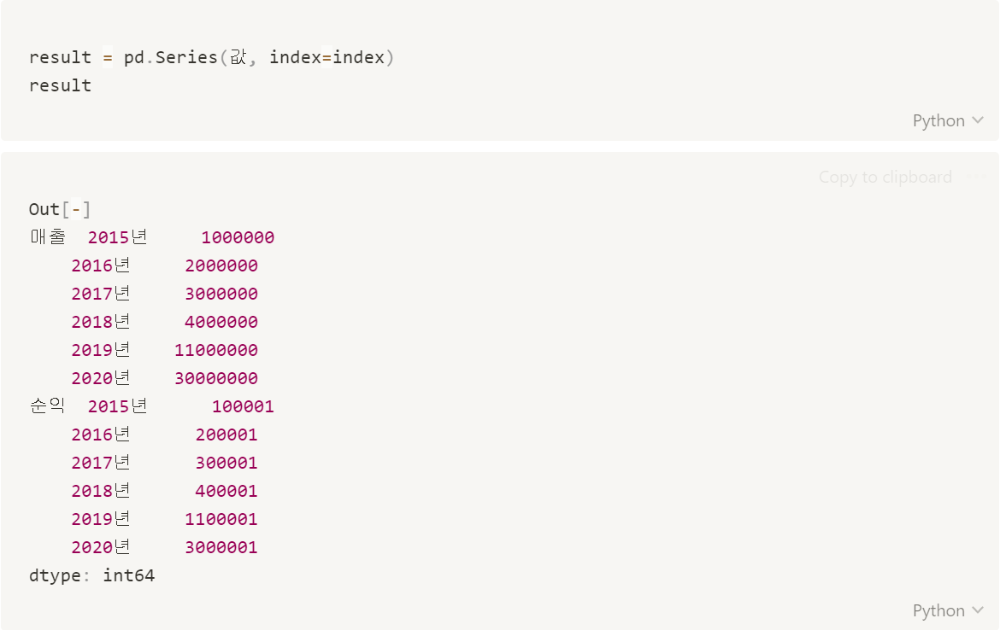 result = pd.Series(값, index=index)
result
Python
Copy to clipboard ···
Out[-]
매출  2015년     1000000
    2016년     2000000
    2017년     3000000
    2018년     4000000
    2019년    11000000
    2020년    30000000
순익  2015년      100001
    2016년      200001
    2017년      300001
    2018년      400001
    2019년     1100001
    2020년     3000001
dtype: int64
Python